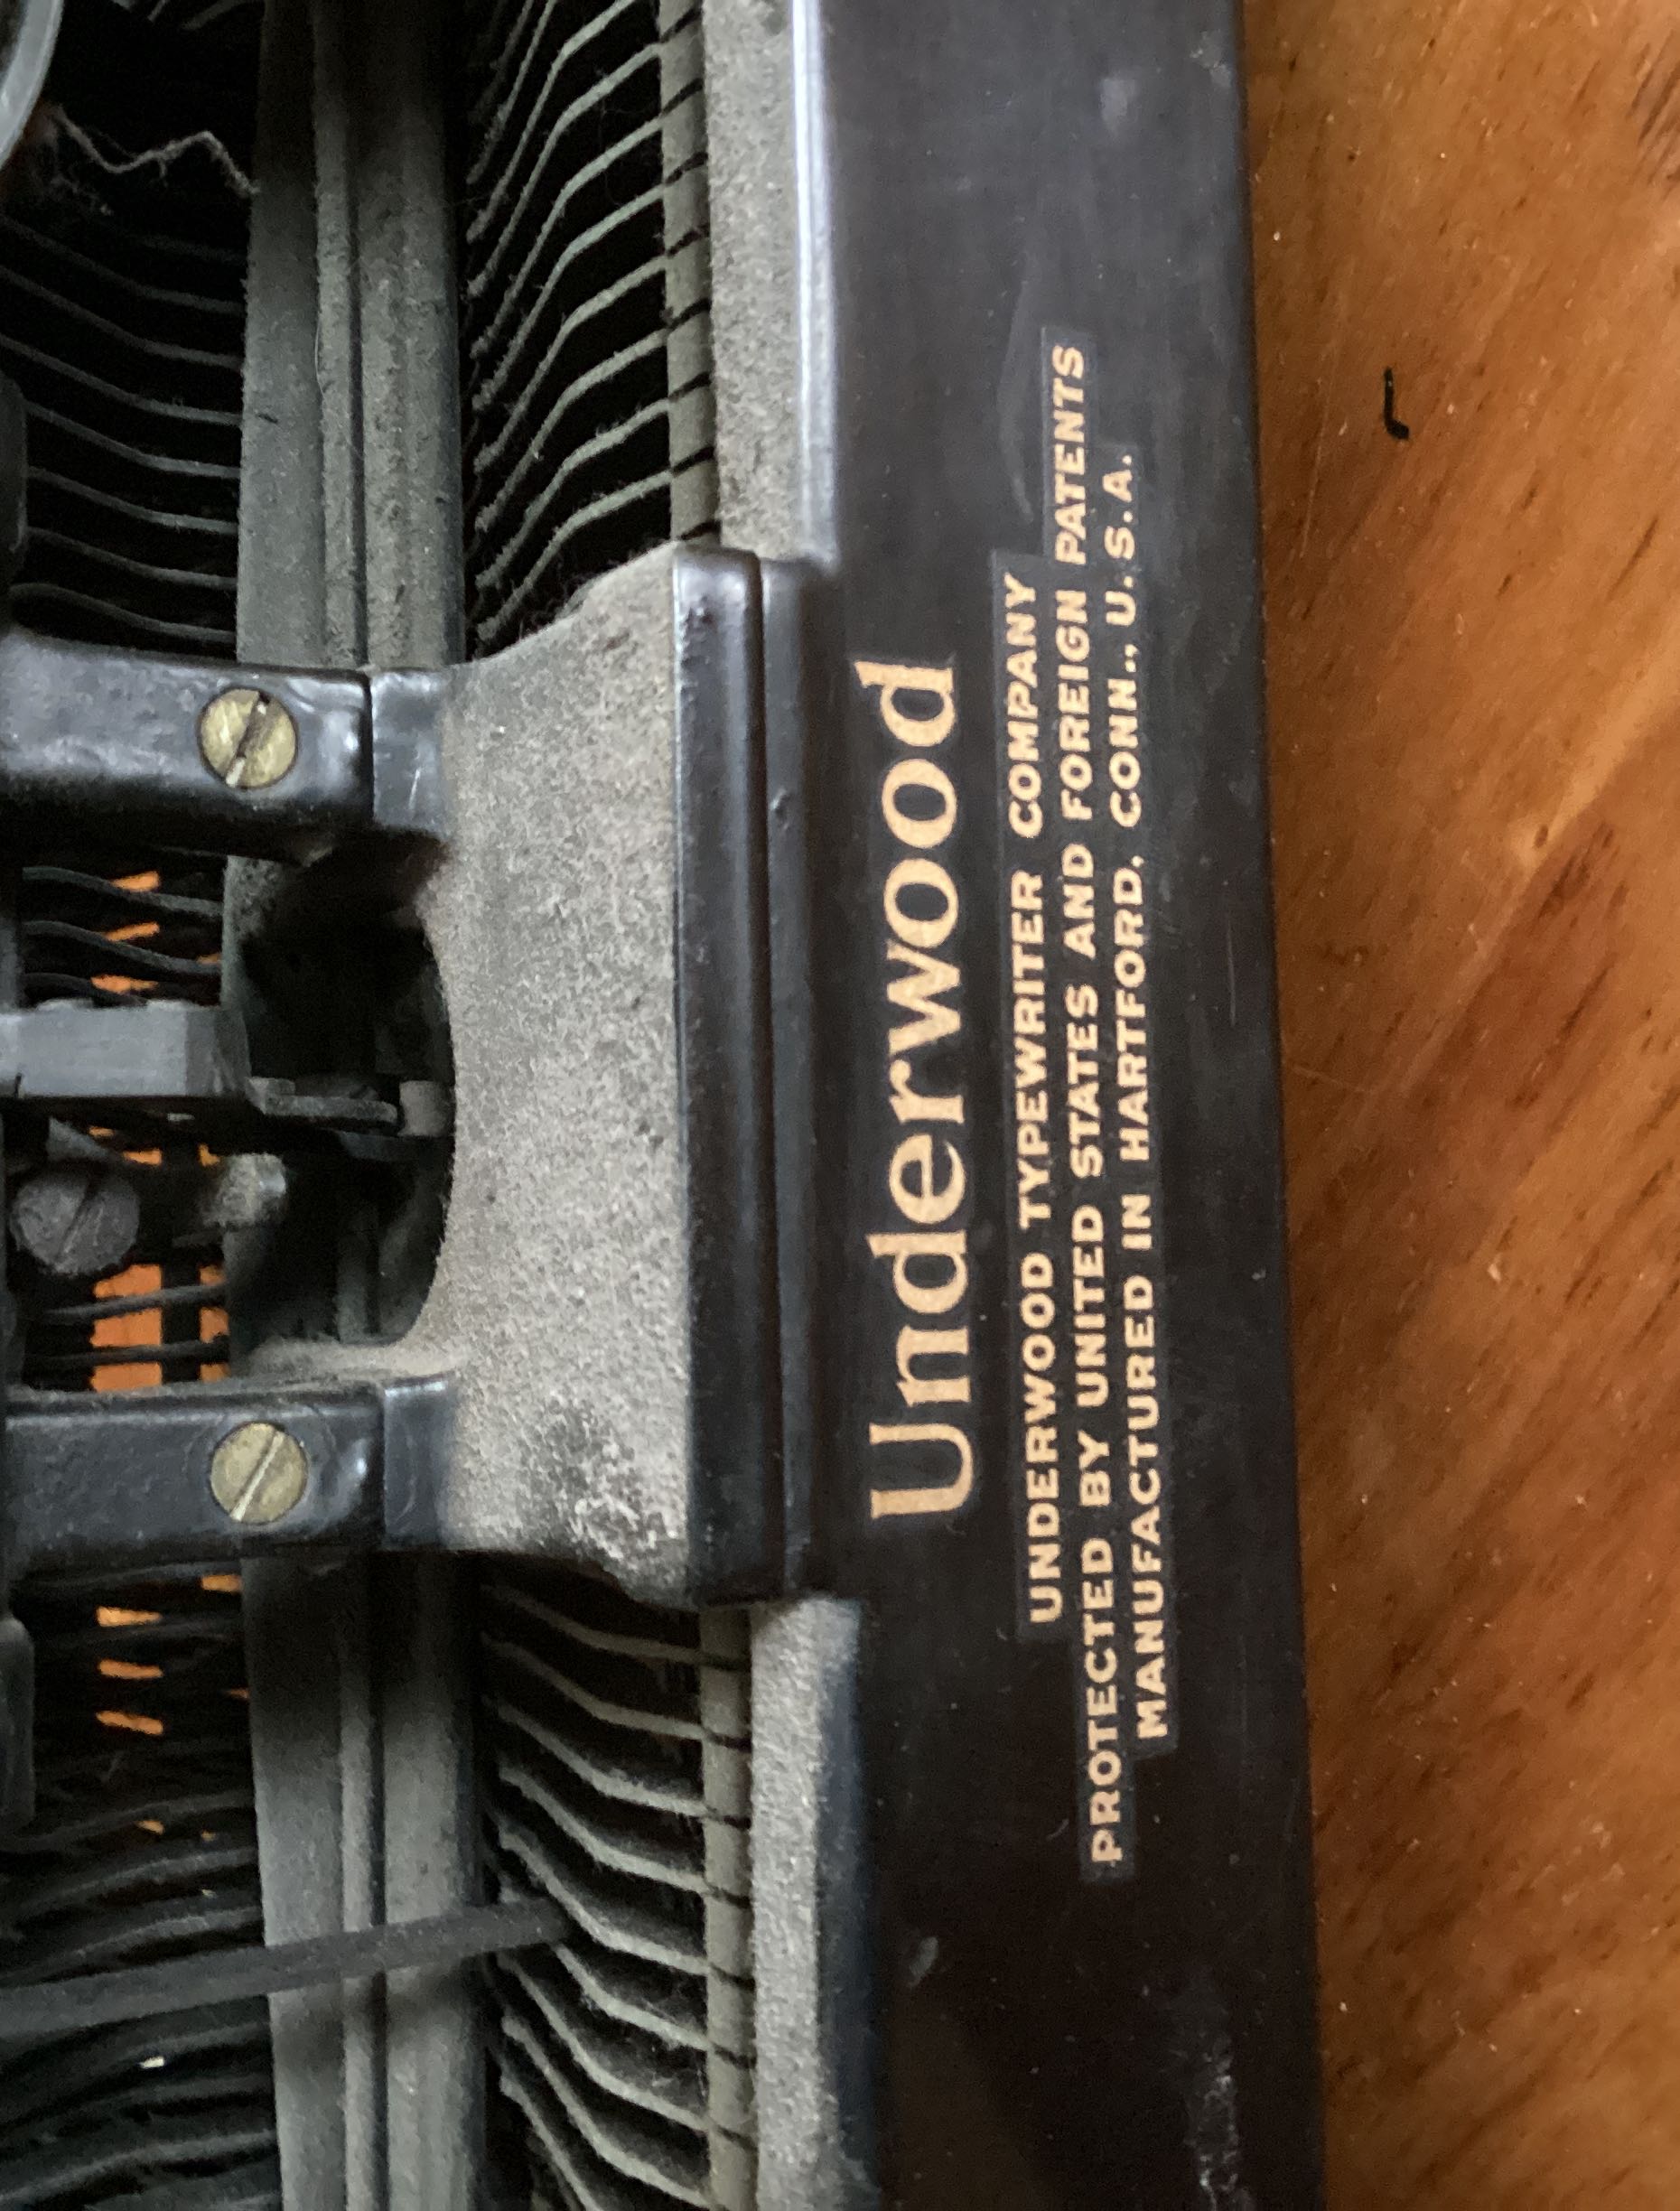 Underwood
UNDERWOOD TYPEWRITER COMPANY
PROTECTED BY UNITED STATES AND FOREIGN PATENTS
MANUFACTURED IN HARTFORD, CONN., U.S.A.